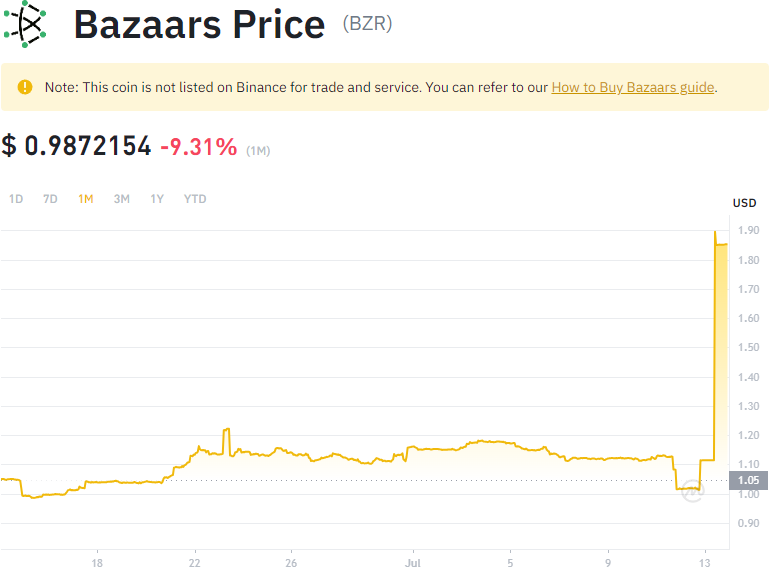 Bazaars Price (BZR)
Note: This coin is not listed on Binance for trade and service. You can refer to our How to Buy Bazaars guide.
$ 0.9872154 -9.31% (1M)
1D 7D 1M 3M 1Y YTD
USD
1.90
1.80
1.70
1.60
1.50
1.40
1.30
1.20
1.10
1.05
1.00
0.90
18 22 26 Jul 5 9 13